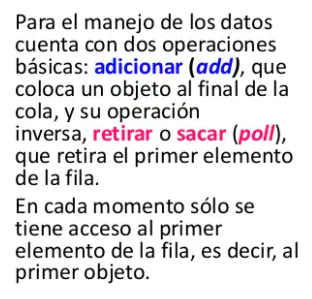 Para el manejo de los datos
cuenta con dos operaciones
básicas: adicionar (add), que
coloca un objeto al final de la
cola, y su operación
inversa, retirar o sacar (poll),
que retira el primer elemento
de la fila.
En cada momento sólo se
tiene acceso al primer
elemento de la fila, es decir, al
primer objeto.